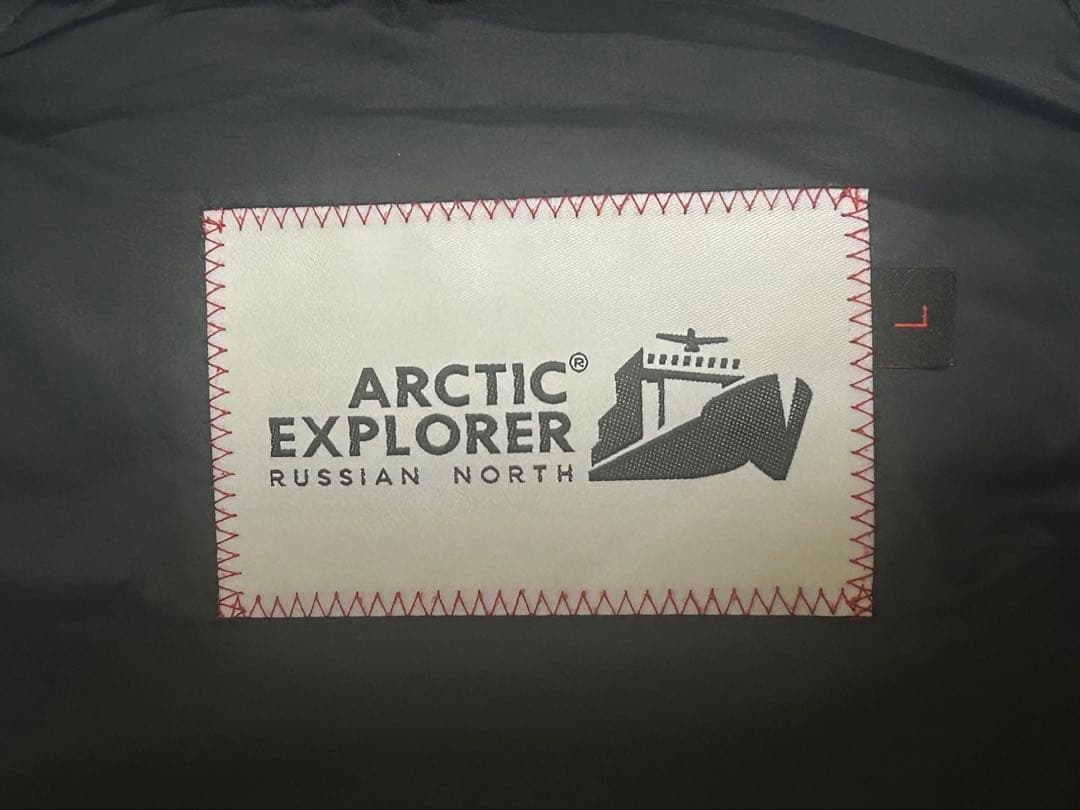 ARCTIC®
EXPLORER
RUSSIAN NORTH
L